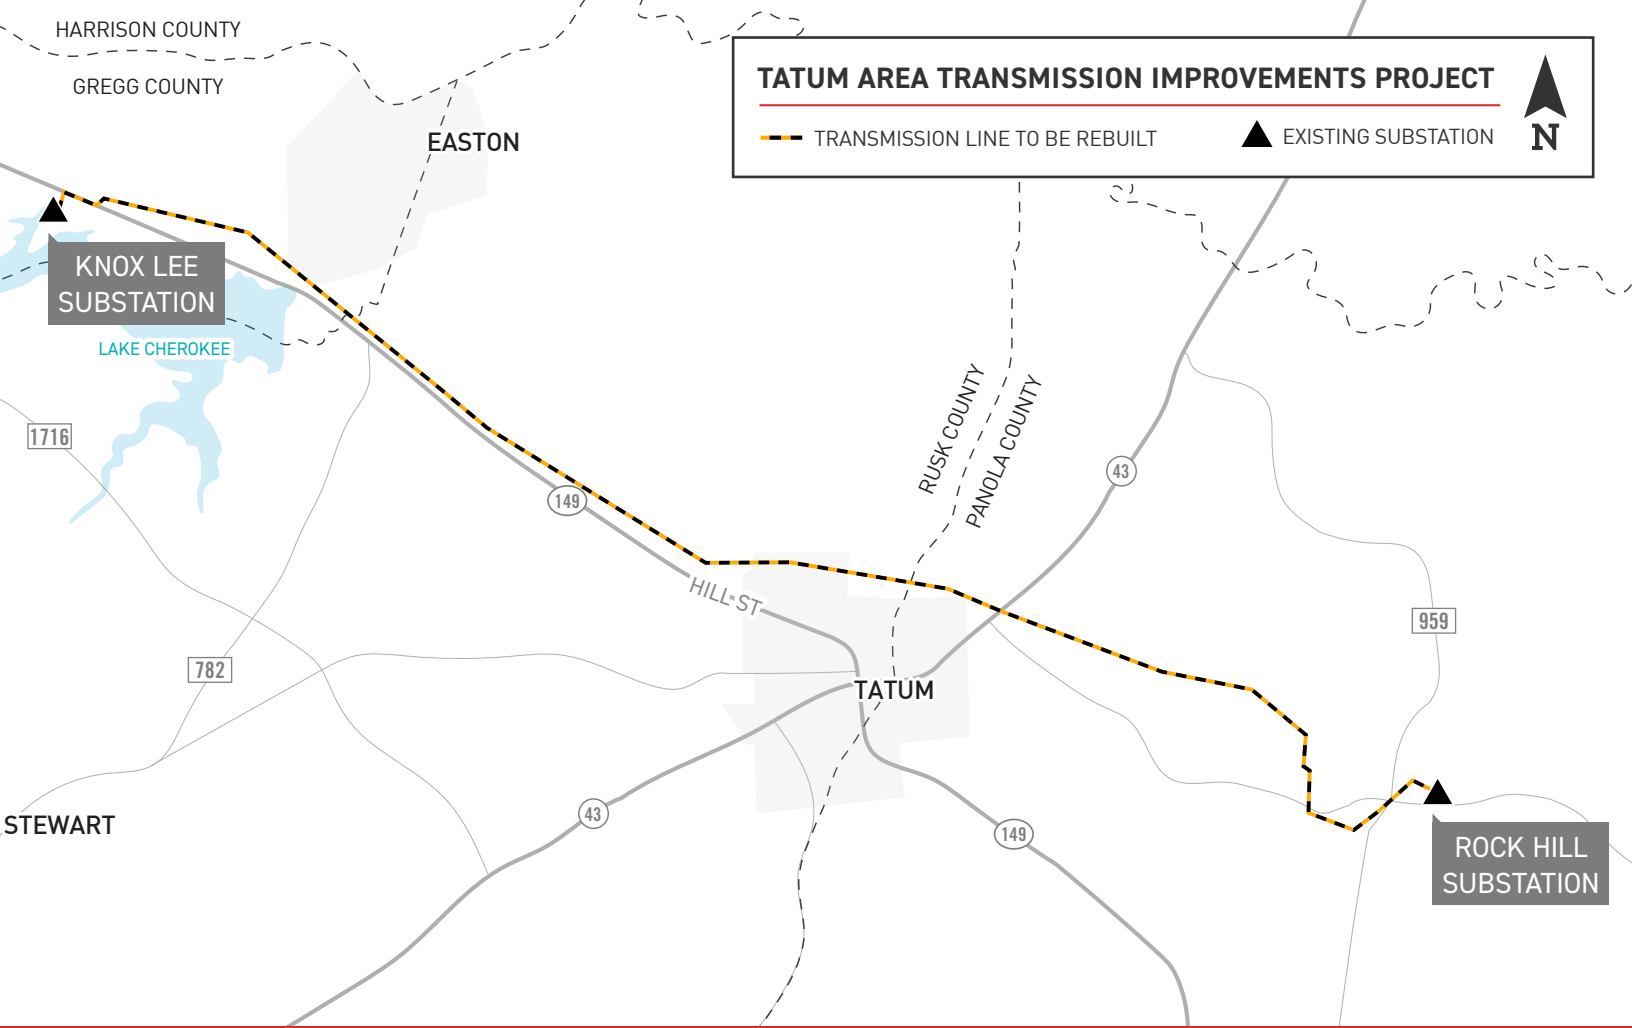 HARRISON COUNTY
GREGG COUNTY
TATUM AREA TRANSMISSION IMPROVEMENTS PROJECT
TRANSMISSION LINE TO BE REBUILT
EXISTING SUBSTATION
N
EASTON
KNOX LEE
SUBSTATION
LAKE CHEROKEE
1716
RUSK COUNTY
PANOLA COUNTY
43
149
HILL ST
959
782
TATUM
STEWART
43
149
ROCK HILL
SUBSTATION